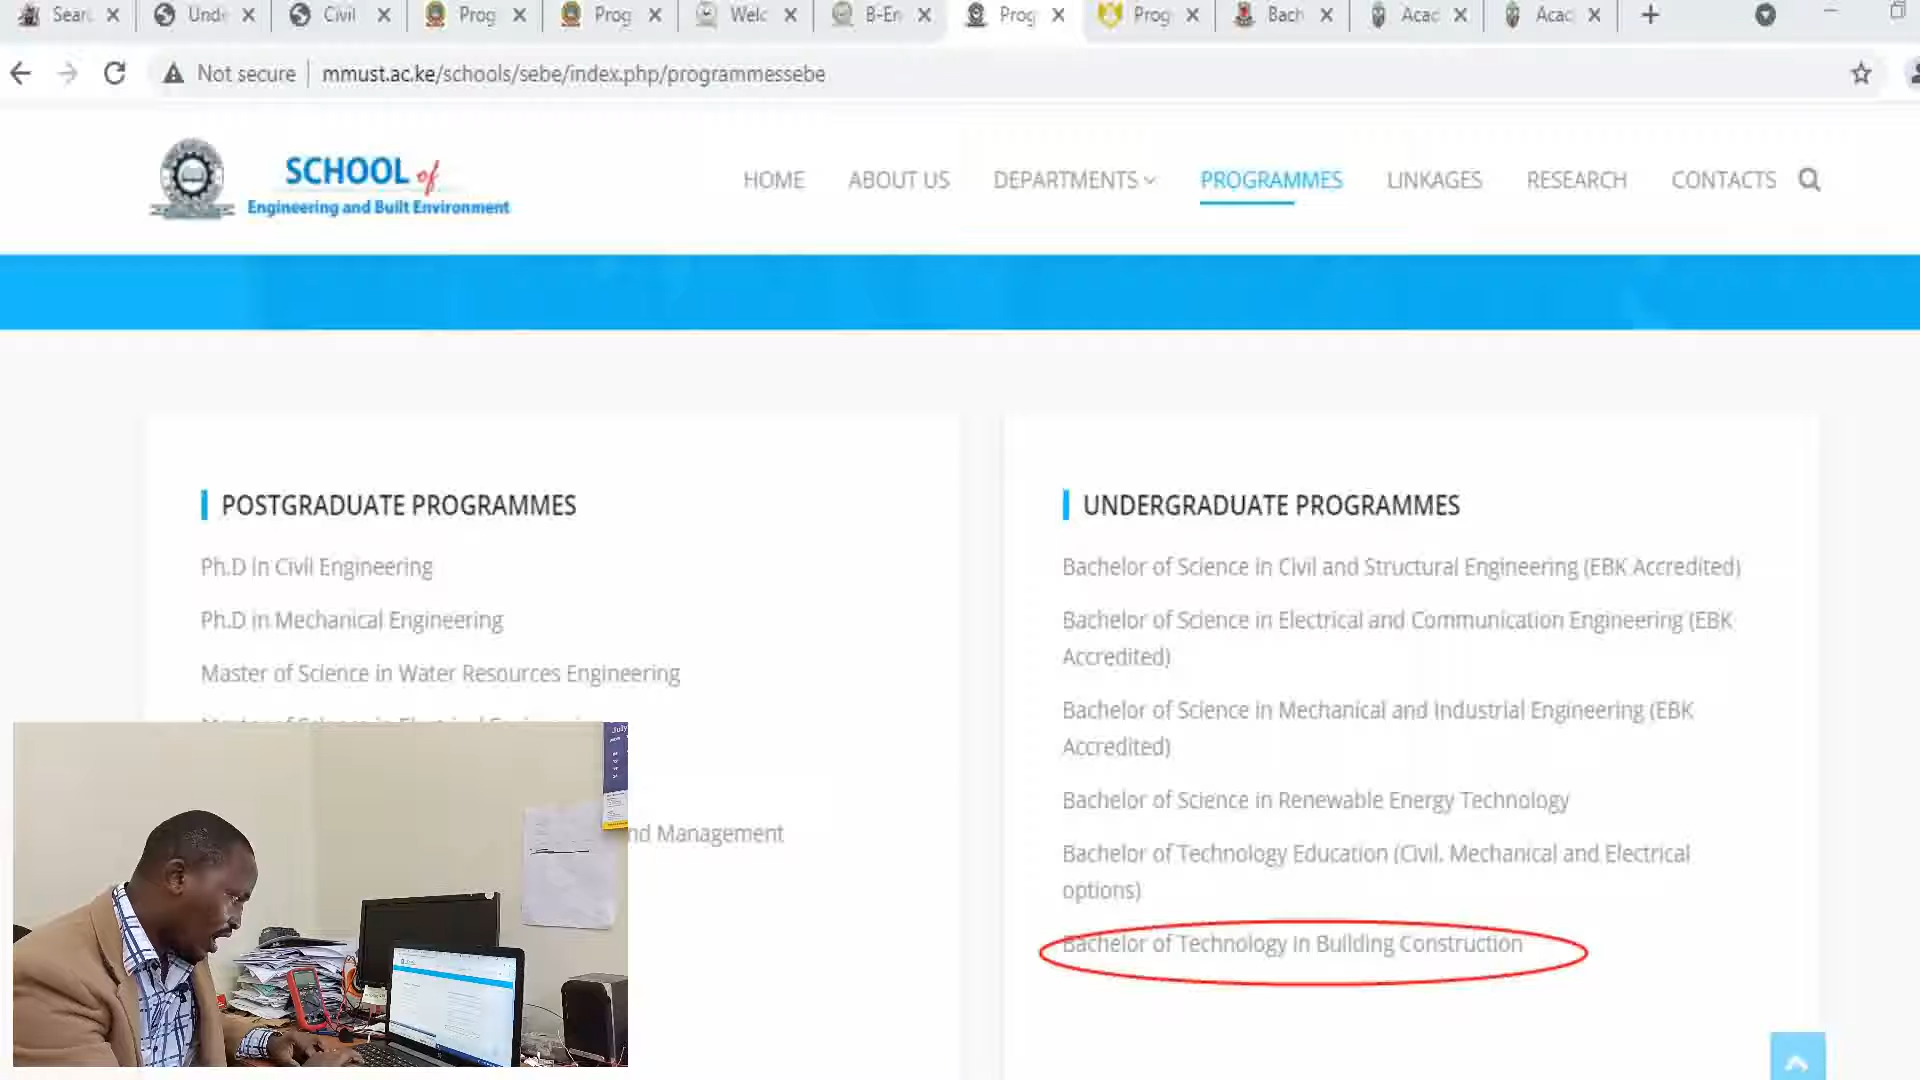 Sear
Und
Civil
Prog
Prog
Welc
B-En
Prog
Prog
Bach
Acac
Acac
Not secure
mmust.ac.ke/schools/sebe/index.php/programmessebe
SCHOOL of
Engineering and Built Environment
HOME
ABOUT US
DEPARTMENTS
PROGRAMMES
LINKAGES
RESEARCH
CONTACTS
POSTGRADUATE PROGRAMMES
Ph.D in Civil Engineering
Ph.D in Mechanical Engineering
Master of Science in Water Resources Engineering
nd Management
UNDERGRADUATE PROGRAMMES
Bachelor of Science in Civil and Structural Engineering (EBK Accredited)
Bachelor of Science in Electrical and Communication Engineering (EBK
Accredited)
Bachelor of Science in Mechanical and Industrial Engineering (EBK
Accredited)
Bachelor of Science in Renewable Energy Technology
Bachelor of Technology Education (Civil, Mechanical and Electrical
options)
Bachelor of Technology in Building Construction
July